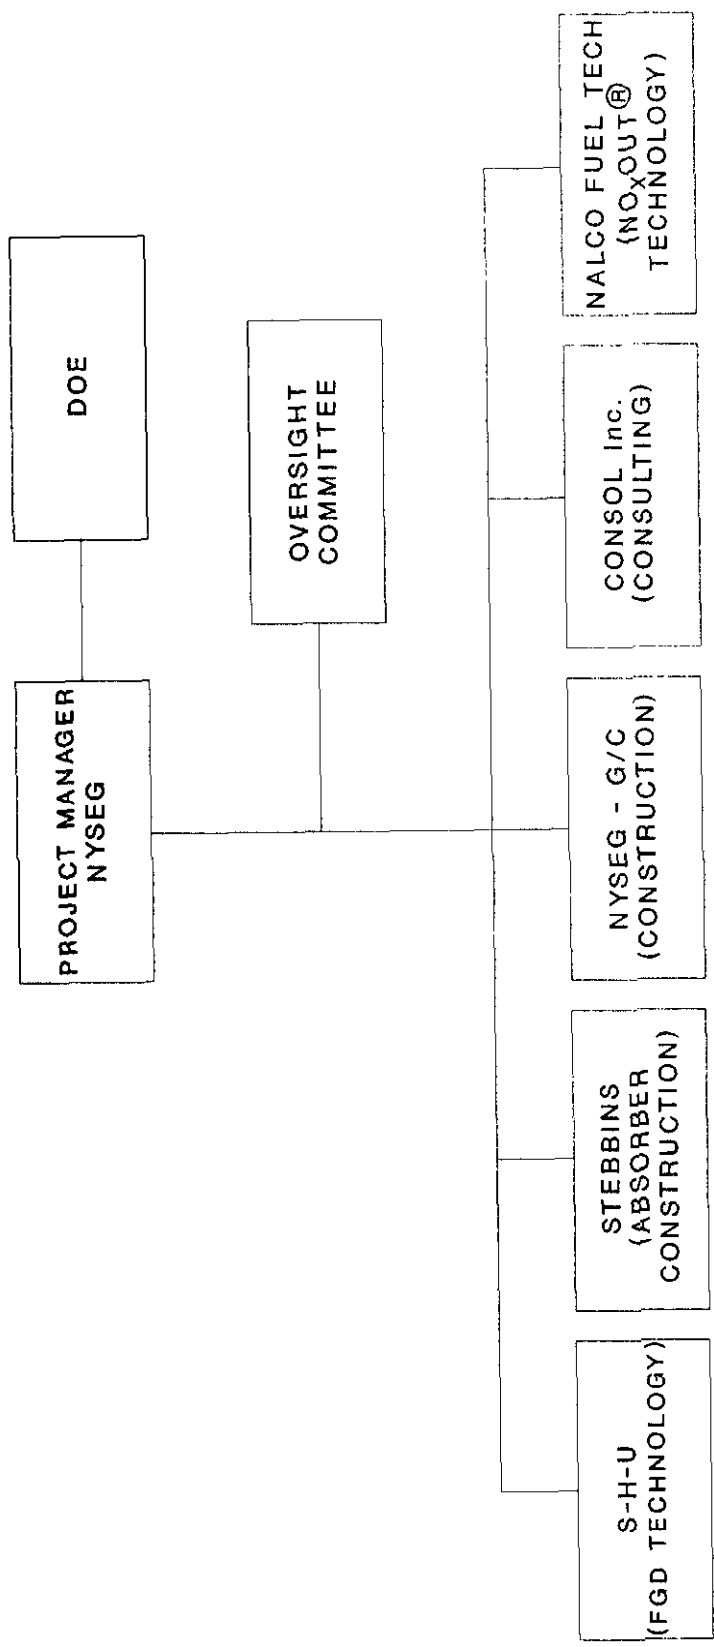 PROJECT MANAGER
NYSEG
DOE
OVERSIGHT
COMMITTEE
S-H-U
(FGD TECHNOLOGY)
STEBBINS
(ABSORBER
CONSTRUCTION)
NYSEG - G/C
(CONSTRUCTION)
CONSOL Inc.
(CONSULTING)
NALCO FUEL TECH
(NOxOUT®
TECHNOLOGY)